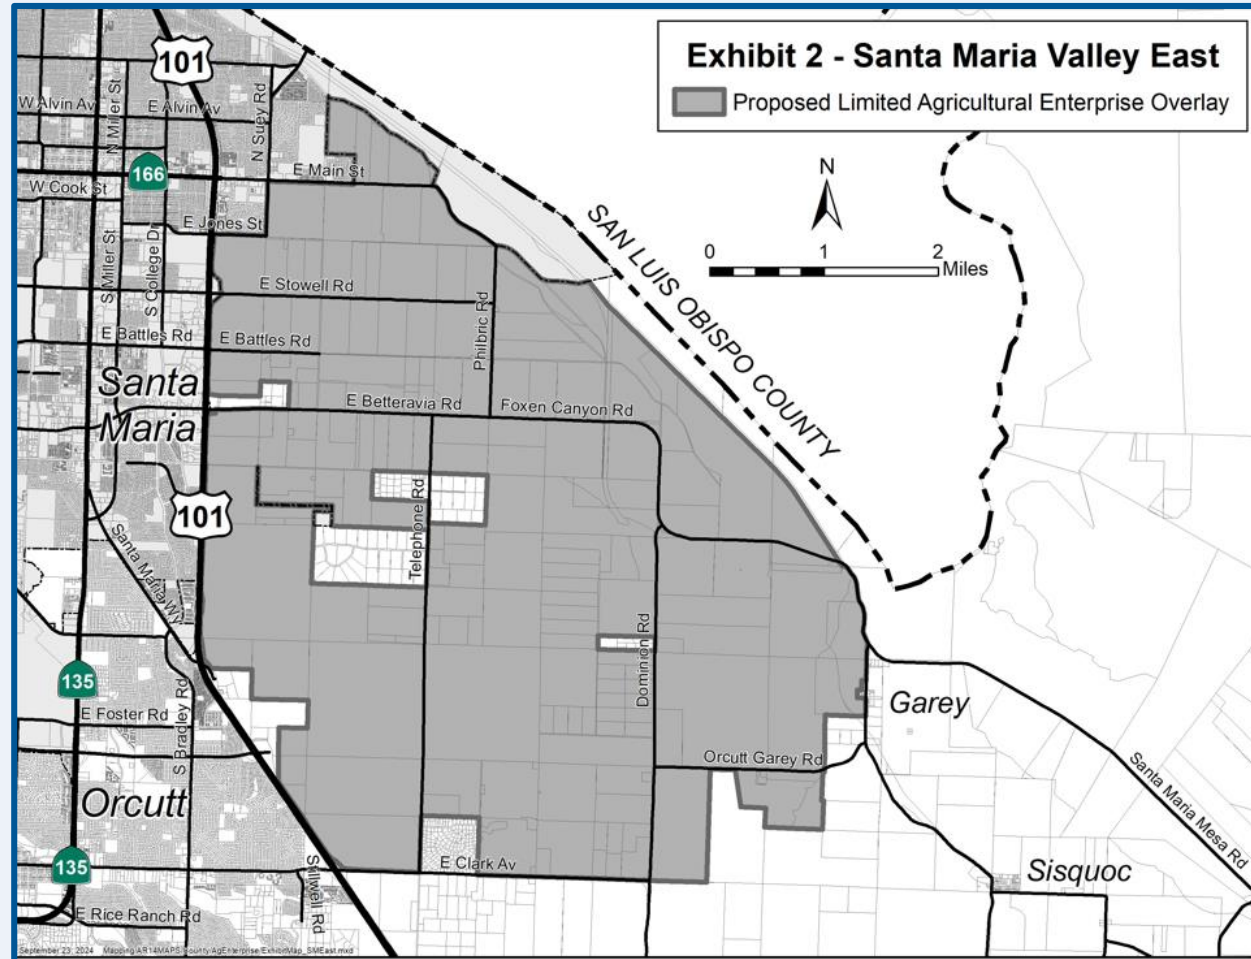 Exhibit 2 - Santa Maria Valley East
Proposed Limited Agricultural Enterprise Overlay
101
W Alvin Av
E Alvin Av
N Miller St
N Suey Rd
166
E Main St
W Cook St
E Jones St
S Miller St
S College Dr
N
0 1 2
Miles
SAN LUIS OBISPO COUNTY
E Stowell Rd
Philbric Rd
E Battles Rd
E Battles Rd
Santa
Maria
E Betteravia Rd
Foxen Canyon Rd
101
Telephone Rd
Santa Maria Wy
Dominion Rd
135
E Foster Rd
S Bradley Rd
Garey
Orcutt Garey Rd
Santa Maria Mesa Rd
Orcutt
135
E Clark Av
Stillwell Rd
Sisquoc
E Rice Ranch Rd
September 23, 2024